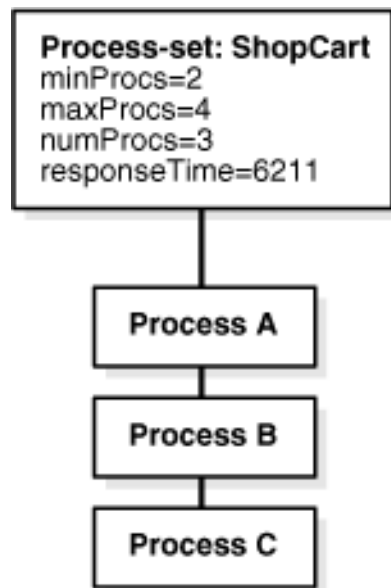 Process-set: ShopCart
minProcs=2
maxProcs=4
numProcs=3
responseTime=6211
Process A
Process B
Process C